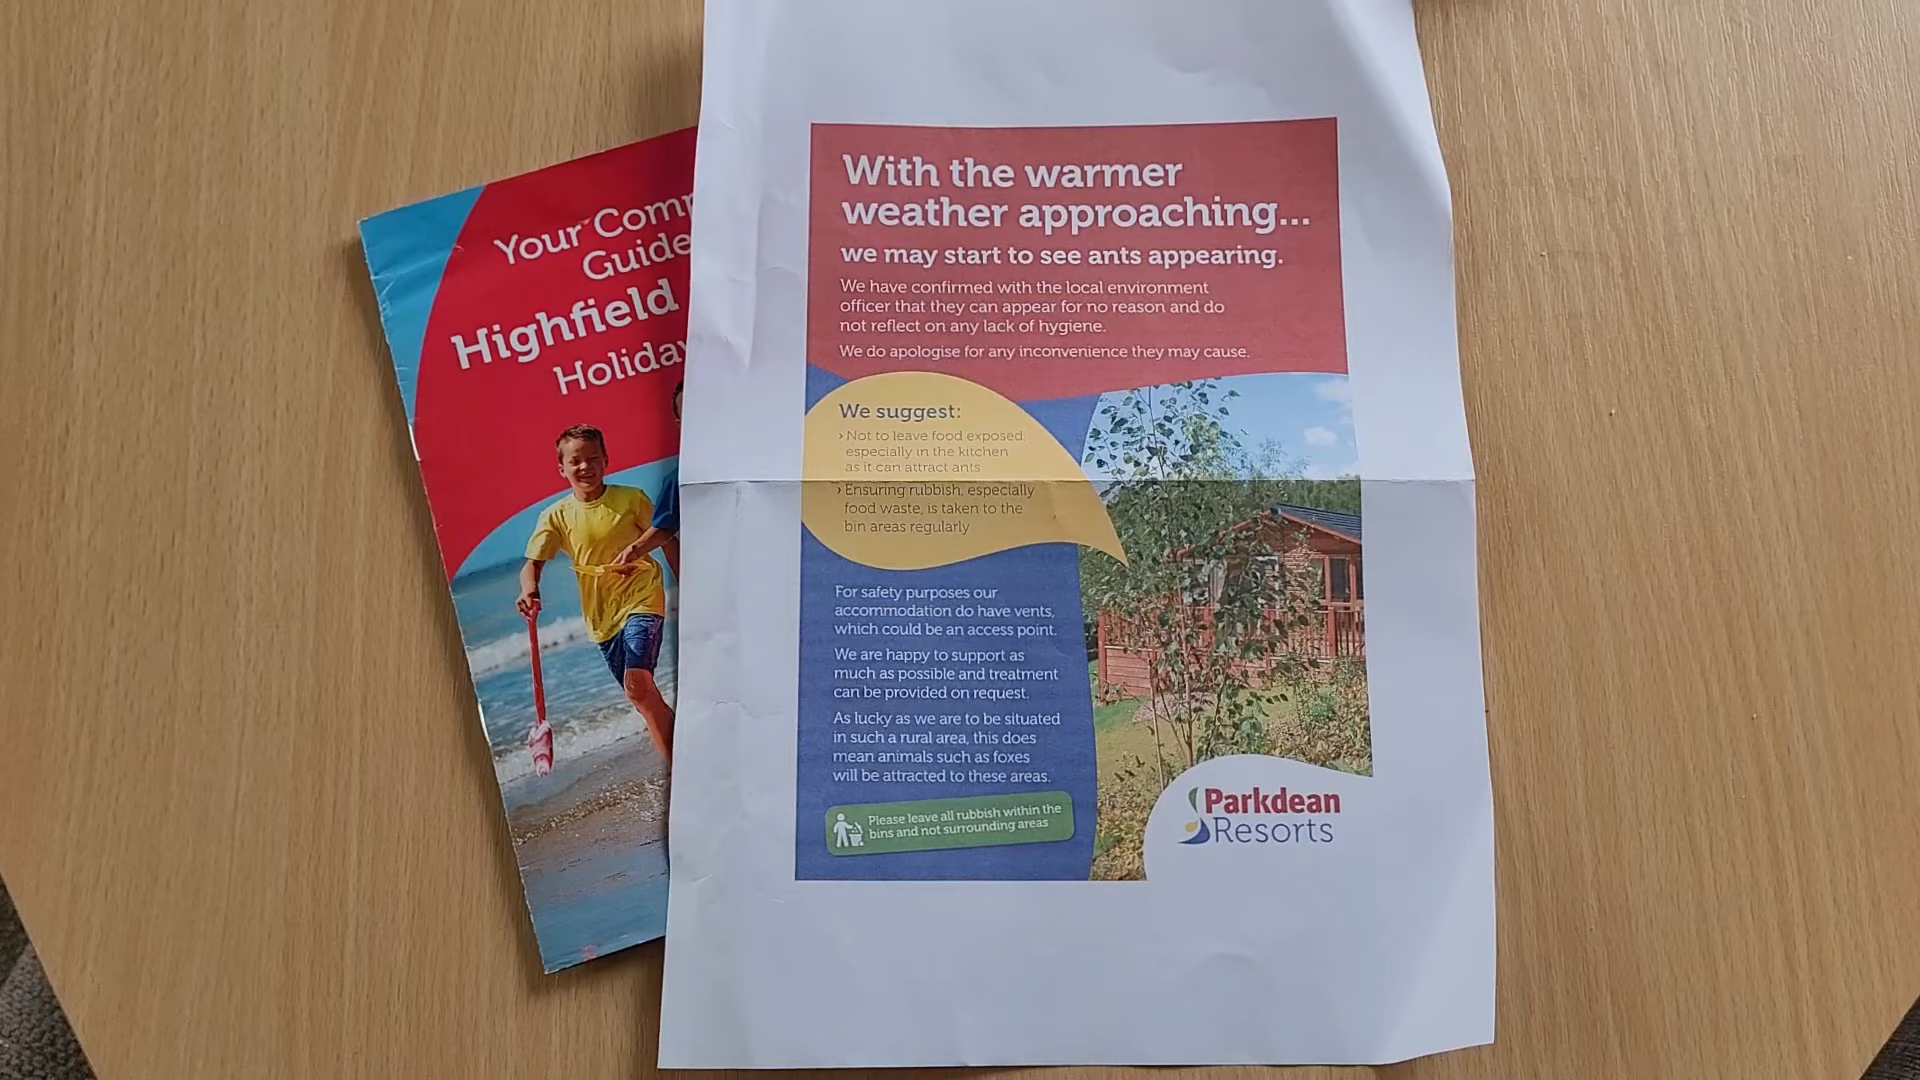 Your Comp
Guide
Highfield
Holiday
With the warmer
weather approaching...
we may start to see ants appearing.
We have confirmed with the local environment
officer that they can appear for no reason and do
not reflect on any lack of hygiene.
We do apologise for any inconvenience they may cause.
We suggest:
› Not to leave food exposed,
especially in the kitchen
as it can attract ants
› Ensuring rubbish, especially
food waste, is taken to the
bin areas regularly
For safety purposes our
accommodation do have vents,
which could be an access point.
We are happy to support as
much as possible and treatment
can be provided on request.
As lucky as we are to be situated
in such a rural area, this does
mean animals such as foxes
will be attracted to these areas.
Please leave all rubbish within the
bins and not surrounding areas
Parkdean
Resorts